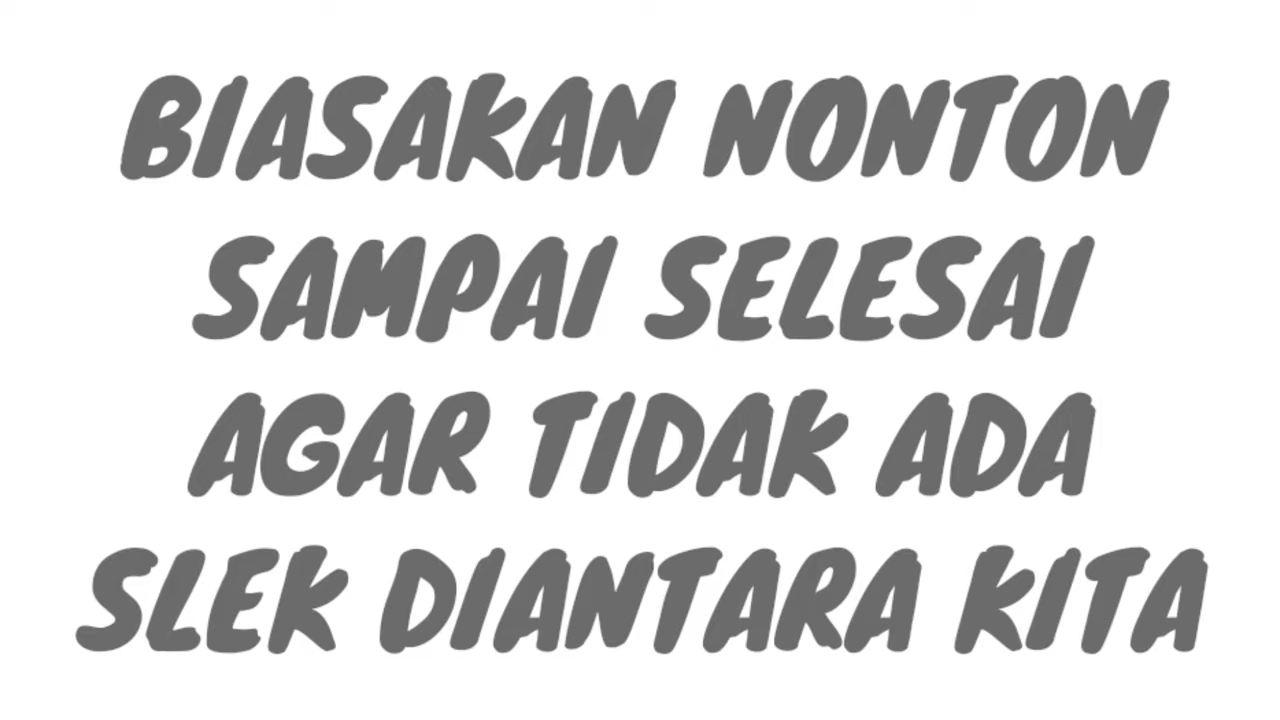 BIASAKAN NONTON
SAMPAI SELESAI
AGAR TIDAK ADA
SLEK DIANTARA KITA